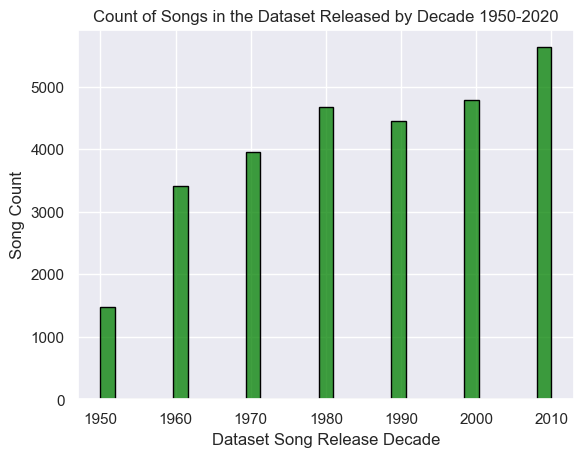 Count of Songs in the Dataset Released by Decade 1950-2020
5000
4000
3000
2000
1000
0
Song Count
1950 1960 1970 1980 1990 2000 2010
Dataset Song Release Decade